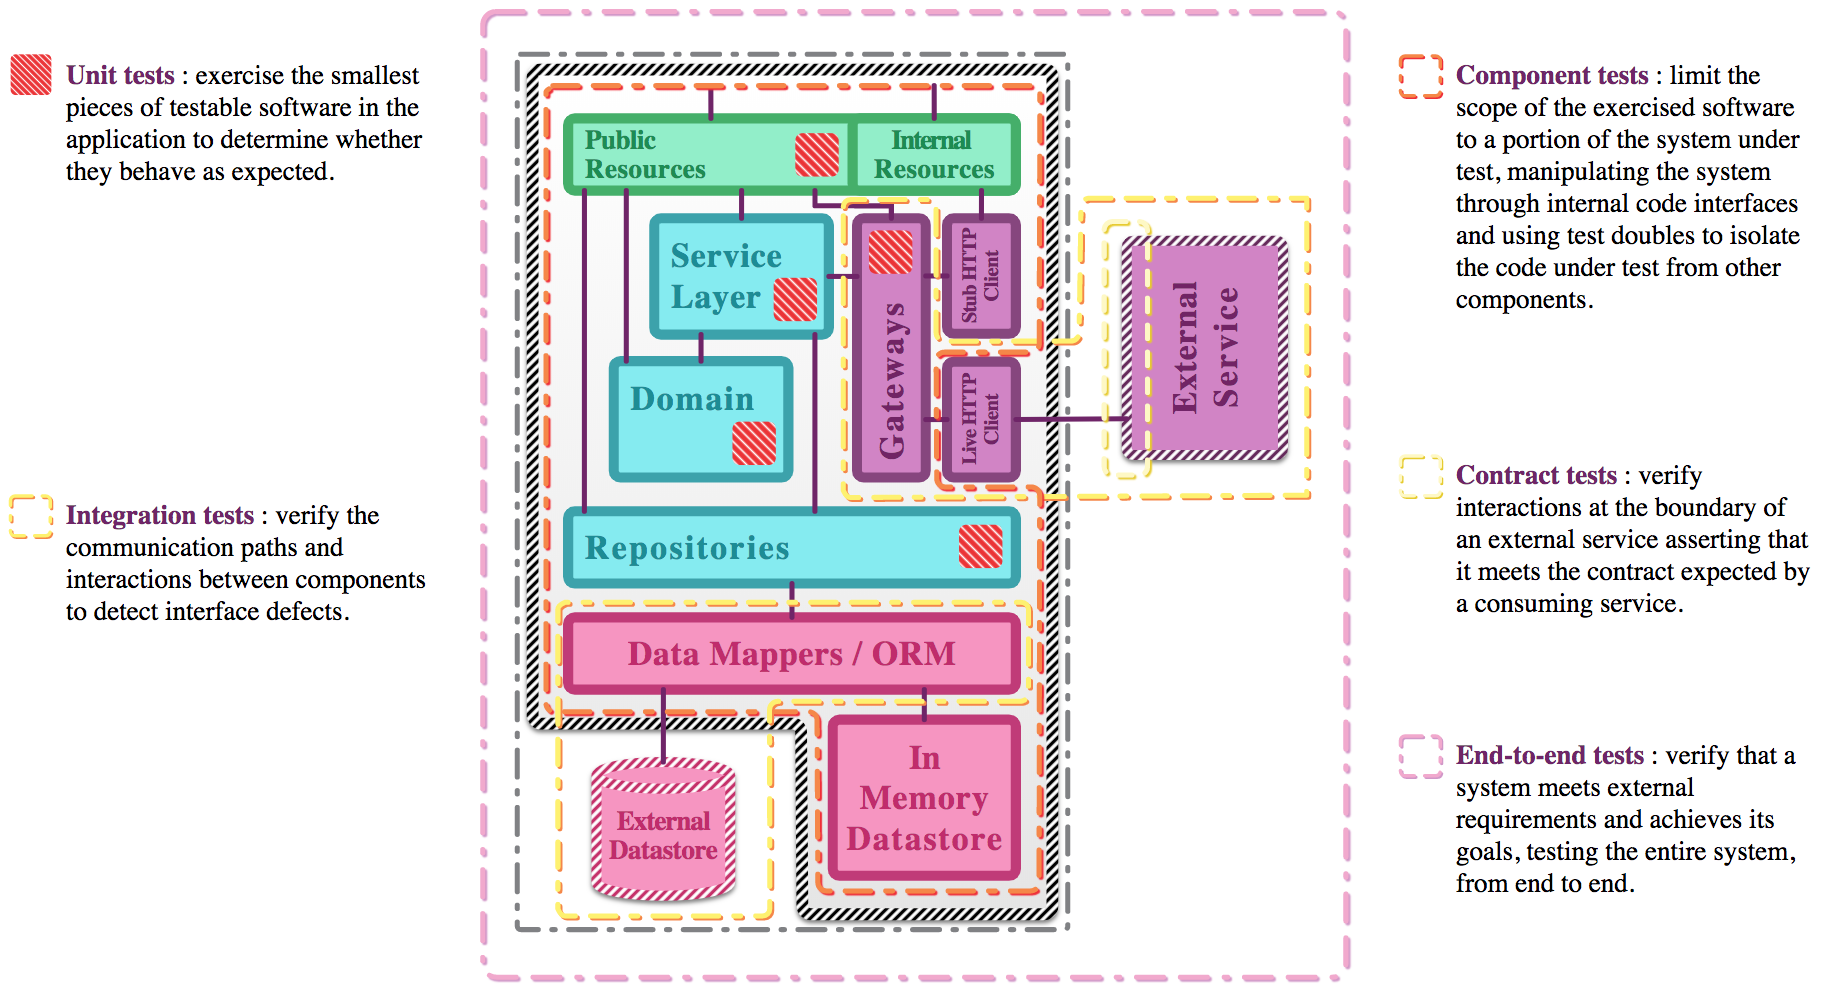 Unit tests : exercise the smallest
pieces of testable software in the
application to determine whether
they behave as expected.
Integration tests : verify the
communication paths and
interactions between components
to detect interface defects.
Public
Resources
Internal
Resources
Service
Layer
Domain
Gateways
Stub HTTP
Client
Live HTTP
Client
External
Service
Repositories
Data Mappers / ORM
External
Datastore
In
Memory
Datastore
Component tests : limit the
scope of the exercised software
to a portion of the system under
test, manipulating the system
through internal code interfaces
and using test doubles to isolate
the code under test from other
components.
Contract tests : verify
interactions at the boundary of
an external service asserting that
it meets the contract expected by
a consuming service.
End-to-end tests : verify that a
system meets external
requirements and achieves its
goals, testing the entire system,
from end to end.